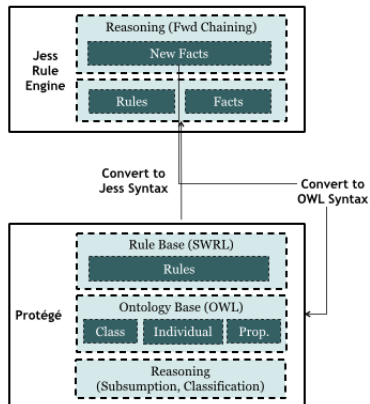 Reasoning (Fwd Chaining)
New Facts
Jess
Rule
Engine
Rules
Facts
Convert to
Jess Syntax
Convert to
OWL Syntax
Rule Base (SWRL)
Rules
Protégé
Ontology Base (OWL)
Class
Individual
Prop.
Reasoning
(Subsumption, Classification)